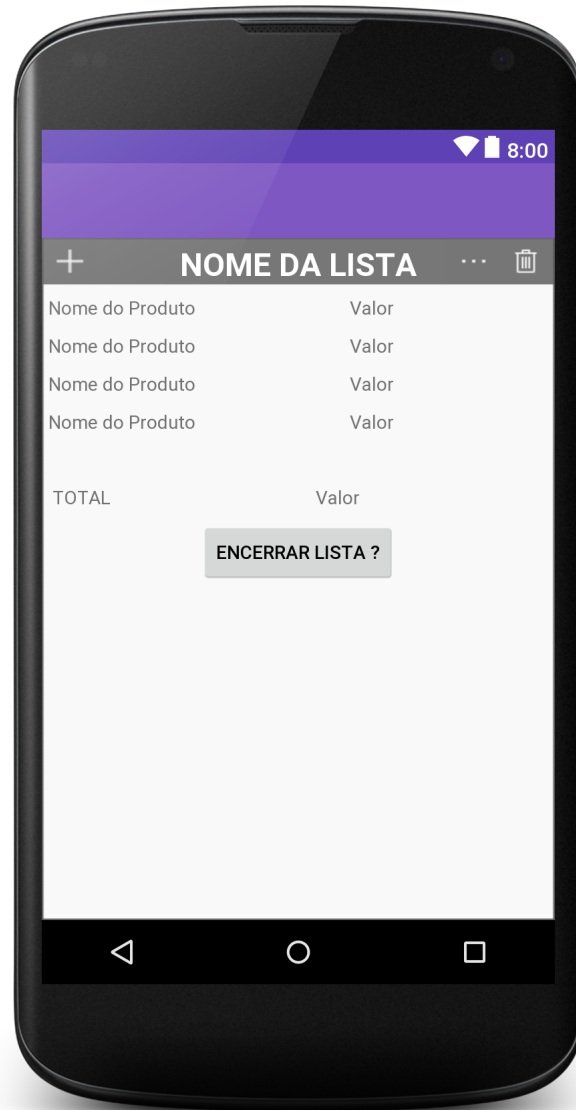 8:00
NOME DA LISTA
Nome do Produto Valor
Nome do Produto Valor
Nome do Produto Valor
Nome do Produto Valor
TOTAL Valor
ENCERRAR LISTA ?